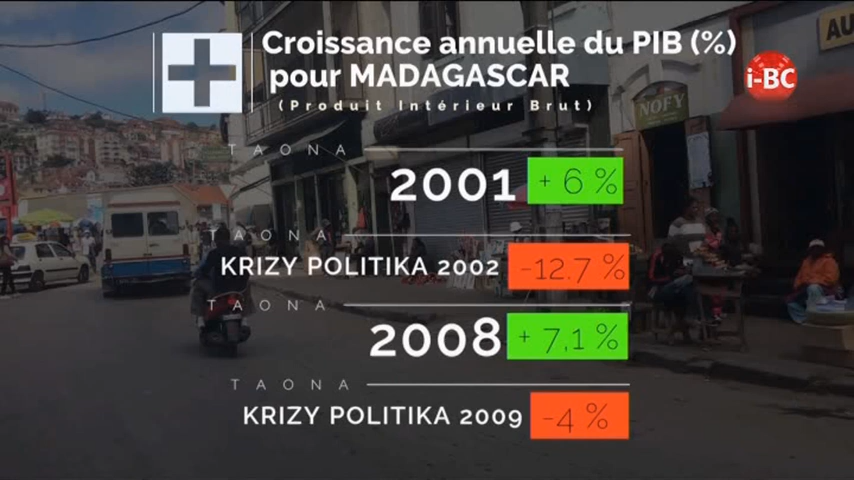 Croissance annuelle du PIB (%)
pour MADAGASCAR
(Produit Intérieur Brut)
i-BC
AU
NOFY
TAONA
2001 + 6 %
TAONA
KRIZY POLITIKA 2002 -12.7 %
TAONA
2008 + 7,1 %
TAONA
KRIZY POLITIKA 2009 -4 %